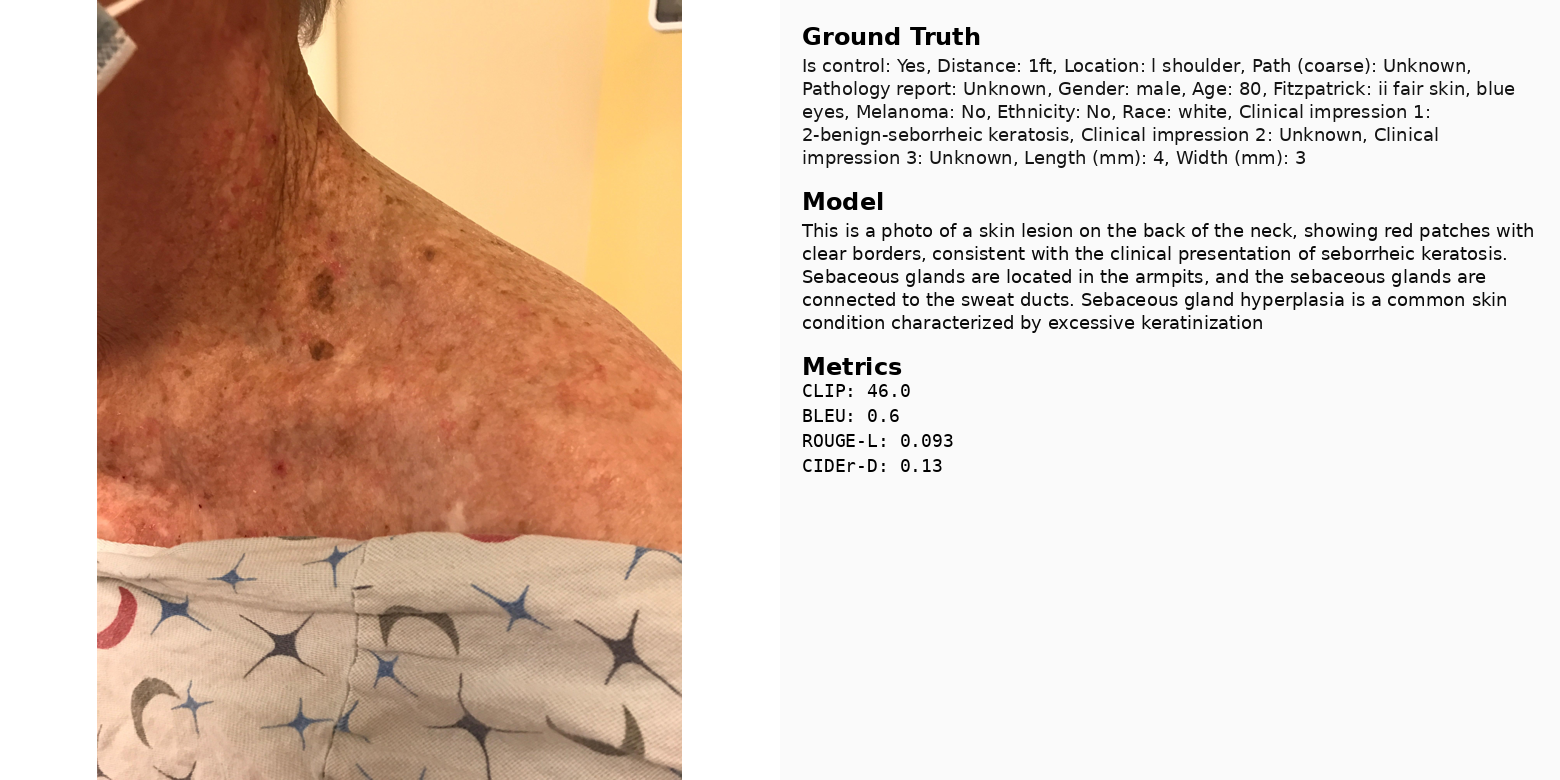 Ground Truth
Is control: Yes, Distance: 1ft, Location: l shoulder, Path (coarse): Unknown,
Pathology report: Unknown, Gender: male, Age: 80, Fitzpatrick: ii fair skin, blue
eyes, Melanoma: No, Ethnicity: No, Race: white, Clinical impression 1:
2-benign-seborrheic keratosis, Clinical impression 2: Unknown, Clinical
impression 3: Unknown, Length (mm): 4, Width (mm): 3
Model
This is a photo of a skin lesion on the back of the neck, showing red patches with
clear borders, consistent with the clinical presentation of seborrheic keratosis.
Sebaceous glands are located in the armpits, and the sebaceous glands are
connected to the sweat ducts. Sebaceous gland hyperplasia is a common skin
condition characterized by excessive keratinization
Metrics
CLIP: 46.0
BLEU: 0.6
ROUGE-L: 0.093
CIDEr-D: 0.13